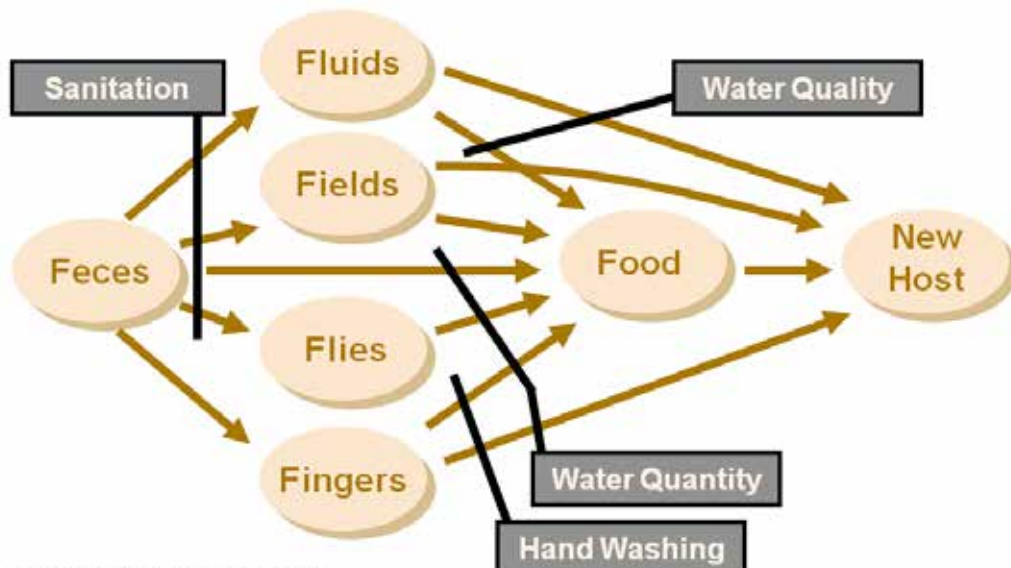 Fluids
Sanitation
Water Quality
Fields
Feces
Food
New
Host
Flies
Fingers
Water Quantity
Hand Washing